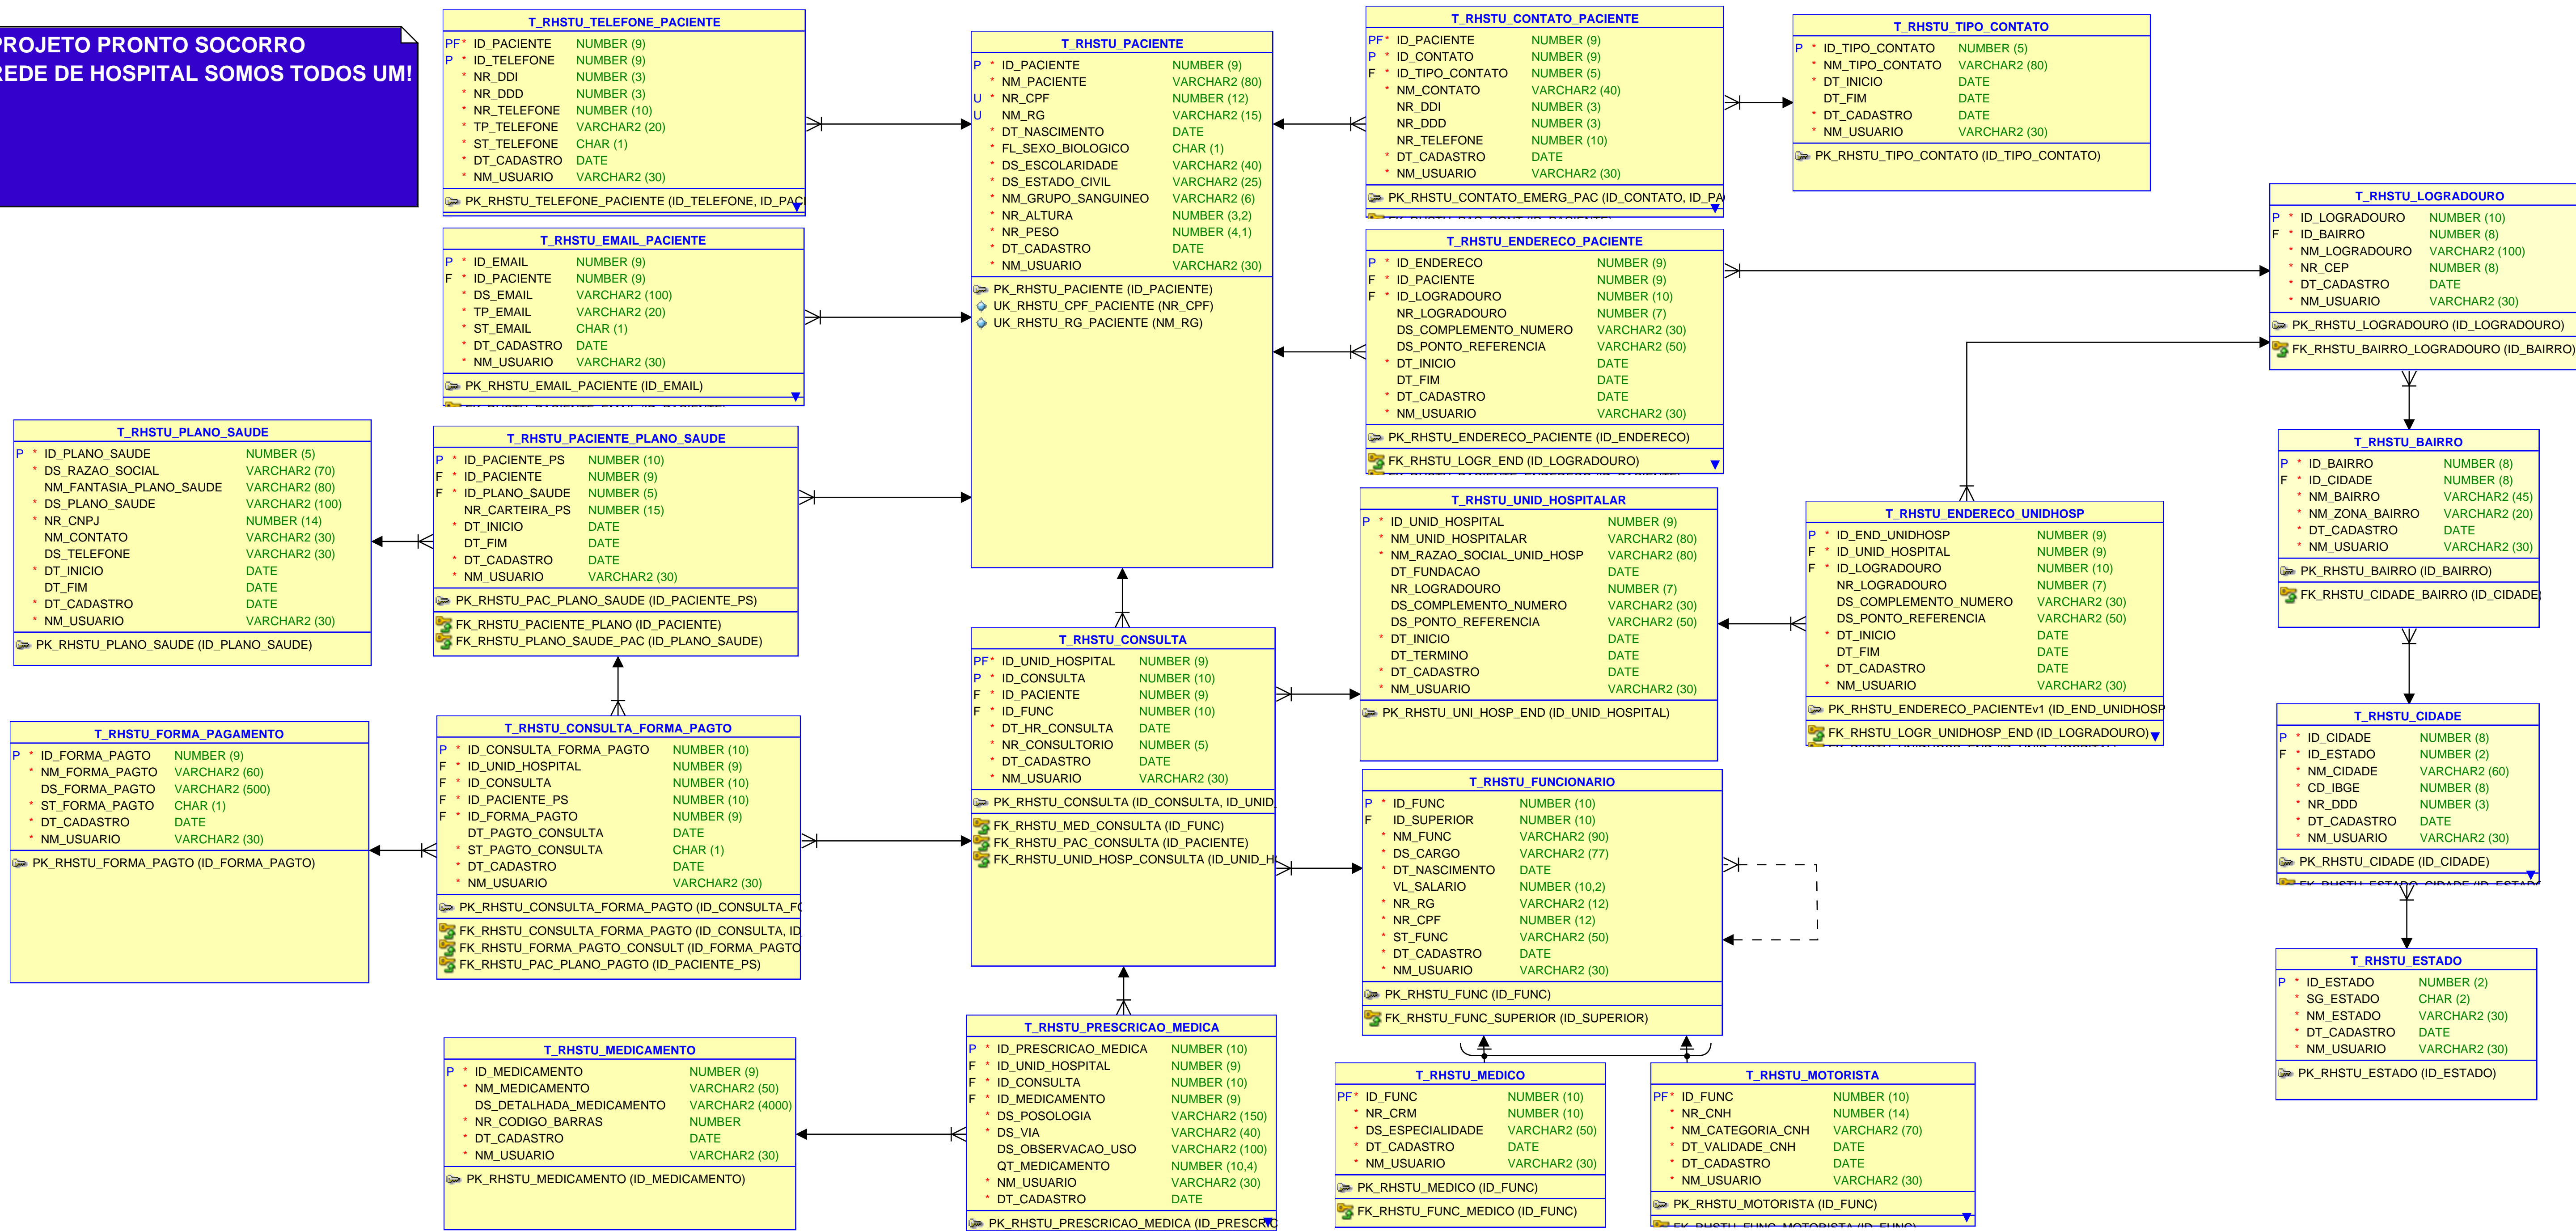 PROJETO PRONTO SOCORRO
REDE DE HOSPITAL SOMOS TODOS UM!
T_RHSTU_TELEFONE_PACIENTE
PF* ID_PACIENTE NUMBER (9)
P * ID_TELEFONE NUMBER (9)
* NR_DDI NUMBER (3)
* NR_DDD NUMBER (3)
* NR_TELEFONE NUMBER (10)
* TP_TELEFONE VARCHAR2 (20)
* ST_TELEFONE CHAR (1)
* DT_CADASTRO DATE
* NM_USUARIO VARCHAR2 (30)
PK_RHSTU_TELEFONE_PACIENTE (ID_TELEFONE, ID_PACI
T_RHSTU_PACIENTE
P * ID_PACIENTE NUMBER (9)
* NM_PACIENTE VARCHAR2 (80)
U * NR_CPF NUMBER (12)
U NM_RG VARCHAR2 (15)
* DT_NASCIMENTO DATE
* FL_SEXO_BIOLOGICO CHAR (1)
* DS_ESCOLARIDADE VARCHAR2 (40)
* DS_ESTADO_CIVIL VARCHAR2 (25)
* NM_GRUPO_SANGUINEO VARCHAR2 (6)
* NR_ALTURA NUMBER (3,2)
* NR_PESO NUMBER (4,1)
* DT_CADASTRO DATE
* NM_USUARIO VARCHAR2 (30)
PK_RHSTU_PACIENTE (ID_PACIENTE)
UK_RHSTU_CPF_PACIENTE (NR_CPF)
UK_RHSTU_RG_PACIENTE (NM_RG)
T_RHSTU_CONTATO_PACIENTE
PF* ID_PACIENTE NUMBER (9)
P * ID_CONTATO NUMBER (9)
F * ID_TIPO_CONTATO NUMBER (5)
* NM_CONTATO VARCHAR2 (40)
NR_DDI NUMBER (3)
NR_DDD NUMBER (3)
NR_TELEFONE NUMBER (10)
* DT_CADASTRO DATE
* NM_USUARIO VARCHAR2 (30)
PK_RHSTU_CONTATO_EMERG_PAC (ID_CONTATO, ID_PA
T_RHSTU_TIPO_CONTATO
P * ID_TIPO_CONTATO NUMBER (5)
* NM_TIPO_CONTATO VARCHAR2 (80)
* DT_INICIO DATE
DT_FIM DATE
* DT_CADASTRO DATE
* NM_USUARIO VARCHAR2 (30)
PK_RHSTU_TIPO_CONTATO (ID_TIPO_CONTATO)
T_RHSTU_LOGRADOURO
P * ID_LOGRADOURO NUMBER (10)
F * ID_BAIRRO NUMBER (8)
* NM_LOGRADOURO VARCHAR2 (100)
* NR_CEP NUMBER (8)
* DT_CADASTRO DATE
* NM_USUARIO VARCHAR2 (30)
PK_RHSTU_LOGRADOURO (ID_LOGRADOURO)
FK_RHSTU_BAIRRO_LOGRADOURO (ID_BAIRRO)
T_RHSTU_EMAIL_PACIENTE
P * ID_EMAIL NUMBER (9)
F * ID_PACIENTE NUMBER (9)
* DS_EMAIL VARCHAR2 (100)
* TP_EMAIL VARCHAR2 (20)
* ST_EMAIL CHAR (1)
* DT_CADASTRO DATE
* NM_USUARIO VARCHAR2 (30)
PK_RHSTU_EMAIL_PACIENTE (ID_EMAIL)
T_RHSTU_ENDERECO_PACIENTE
P * ID_ENDERECO NUMBER (9)
F * ID_PACIENTE NUMBER (9)
F * ID_LOGRADOURO NUMBER (10)
NR_LOGRADOURO NUMBER (7)
DS_COMPLEMENTO_NUMERO VARCHAR2 (30)
DS_PONTO_REFERENCIA VARCHAR2 (50)
* DT_INICIO DATE
DT_FIM DATE
* DT_CADASTRO DATE
* NM_USUARIO VARCHAR2 (30)
PK_RHSTU_ENDERECO_PACIENTE (ID_ENDERECO)
FK_RHSTU_LOGR_END (ID_LOGRADOURO)
T_RHSTU_PLANO_SAUDE
P * ID_PLANO_SAUDE NUMBER (5)
* DS_RAZAO_SOCIAL VARCHAR2 (70)
NM_FANTASIA_PLANO_SAUDE VARCHAR2 (80)
* DS_PLANO_SAUDE VARCHAR2 (100)
* NR_CNPJ NUMBER (14)
NM_CONTATO VARCHAR2 (30)
DS_TELEFONE VARCHAR2 (30)
* DT_INICIO DATE
DT_FIM DATE
* DT_CADASTRO DATE
* NM_USUARIO VARCHAR2 (30)
PK_RHSTU_PLANO_SAUDE (ID_PLANO_SAUDE)
T_RHSTU_PACIENTE_PLANO_SAUDE
P * ID_PACIENTE_PS NUMBER (10)
F * ID_PACIENTE NUMBER (9)
F * ID_PLANO_SAUDE NUMBER (5)
NR_CARTEIRA_PS NUMBER (15)
* DT_INICIO DATE
DT_FIM DATE
* DT_CADASTRO DATE
* NM_USUARIO VARCHAR2 (30)
PK_RHSTU_PAC_PLANO_SAUDE (ID_PACIENTE_PS)
FK_RHSTU_PACIENTE_PLANO (ID_PACIENTE)
FK_RHSTU_PLANO_SAUDE_PAC (ID_PLANO_SAUDE)
T_RHSTU_UNID_HOSPITALAR
P * ID_UNID_HOSPITAL NUMBER (9)
* NM_UNID_HOSPITALAR VARCHAR2 (80)
* NM_RAZAO_SOCIAL_UNID_HOSP VARCHAR2 (80)
DT_FUNDACAO DATE
NR_LOGRADOURO NUMBER (7)
DS_COMPLEMENTO_NUMERO VARCHAR2 (30)
DS_PONTO_REFERENCIA VARCHAR2 (50)
* DT_INICIO DATE
DT_TERMINO DATE
* DT_CADASTRO DATE
* NM_USUARIO VARCHAR2 (30)
PK_RHSTU_UNI_HOSP_END (ID_UNID_HOSPITAL)
T_RHSTU_ENDERECO_UNIDHOSP
P * ID_END_UNIDHOSP NUMBER (9)
F * ID_UNID_HOSPITAL NUMBER (9)
F * ID_LOGRADOURO NUMBER (10)
NR_LOGRADOURO NUMBER (7)
DS_COMPLEMENTO_NUMERO VARCHAR2 (30)
DS_PONTO_REFERENCIA VARCHAR2 (50)
* DT_INICIO DATE
DT_FIM DATE
* DT_CADASTRO DATE
* NM_USUARIO VARCHAR2 (30)
PK_RHSTU_ENDERECO_PACIENTEv1 (ID_END_UNIDHOSP
FK_RHSTU_LOGR_UNIDHOSP_END (ID_LOGRADOURO)
T_RHSTU_BAIRRO
P * ID_BAIRRO NUMBER (8)
F * ID_CIDADE NUMBER (8)
* NM_BAIRRO VARCHAR2 (45)
* NM_ZONA_BAIRRO VARCHAR2 (20)
* DT_CADASTRO DATE
* NM_USUARIO VARCHAR2 (30)
PK_RHSTU_BAIRRO (ID_BAIRRO)
FK_RHSTU_CIDADE_BAIRRO (ID_CIDADE
T_RHSTU_CONSULTA
PF* ID_UNID_HOSPITAL NUMBER (9)
P * ID_CONSULTA NUMBER (10)
F * ID_PACIENTE NUMBER (9)
F * ID_FUNC NUMBER (10)
* DT_HR_CONSULTA DATE
* NR_CONSULTORIO NUMBER (5)
* DT_CADASTRO DATE
* NM_USUARIO VARCHAR2 (30)
PK_RHSTU_CONSULTA (ID_CONSULTA, ID_UNID_
FK_RHSTU_MED_CONSULTA (ID_FUNC)
FK_RHSTU_PAC_CONSULTA (ID_PACIENTE)
FK_RHSTU_UNID_HOSP_CONSULTA (ID_UNID_H
T_RHSTU_FORMA_PAGAMENTO
P * ID_FORMA_PAGTO NUMBER (9)
* NM_FORMA_PAGTO VARCHAR2 (60)
DS_FORMA_PAGTO VARCHAR2 (500)
* ST_FORMA_PAGTO CHAR (1)
* DT_CADASTRO DATE
* NM_USUARIO VARCHAR2 (30)
PK_RHSTU_FORMA_PAGTO (ID_FORMA_PAGTO)
T_RHSTU_CONSULTA_FORMA_PAGTO
P * ID_CONSULTA_FORMA_PAGTO NUMBER (10)
F * ID_UNID_HOSPITAL NUMBER (9)
F * ID_CONSULTA NUMBER (10)
F * ID_PACIENTE_PS NUMBER (10)
F * ID_FORMA_PAGTO NUMBER (9)
DT_PAGTO_CONSULTA DATE
* ST_PAGTO_CONSULTA CHAR (1)
* DT_CADASTRO DATE
* NM_USUARIO VARCHAR2 (30)
PK_RHSTU_CONSULTA_FORMA_PAGTO (ID_CONSULTA_FO
FK_RHSTU_CONSULTA_FORMA_PAGTO (ID_CONSULTA, ID
FK_RHSTU_FORMA_PAGTO_CONSULT (ID_FORMA_PAGTO
FK_RHSTU_PAC_PLANO_PAGTO (ID_PACIENTE_PS)
T_RHSTU_FUNCIONARIO
P * ID_FUNC NUMBER (10)
F ID_SUPERIOR NUMBER (10)
* NM_FUNC VARCHAR2 (90)
* DS_CARGO VARCHAR2 (77)
* DT_NASCIMENTO DATE
VL_SALARIO NUMBER (10,2)
* NR_RG VARCHAR2 (12)
* NR_CPF NUMBER (12)
* ST_FUNC VARCHAR2 (50)
* DT_CADASTRO DATE
* NM_USUARIO VARCHAR2 (30)
PK_RHSTU_FUNC (ID_FUNC)
FK_RHSTU_FUNC_SUPERIOR (ID_SUPERIOR)
T_RHSTU_CIDADE
P * ID_CIDADE NUMBER (8)
F * ID_ESTADO NUMBER (2)
* NM_CIDADE VARCHAR2 (60)
* CD_IBGE NUMBER (8)
* NR_DDD NUMBER (3)
* DT_CADASTRO DATE
* NM_USUARIO VARCHAR2 (30)
PK_RHSTU_CIDADE (ID_CIDADE)
T_RHSTU_ESTADO
P * ID_ESTADO NUMBER (2)
* SG_ESTADO CHAR (2)
* NM_ESTADO VARCHAR2 (30)
* DT_CADASTRO DATE
* NM_USUARIO VARCHAR2 (30)
PK_RHSTU_ESTADO (ID_ESTADO)
T_RHSTU_MEDICAMENTO
P * ID_MEDICAMENTO NUMBER (9)
* NM_MEDICAMENTO VARCHAR2 (50)
DS_DETALHADA_MEDICAMENTO VARCHAR2 (4000)
* NR_CODIGO_BARRAS NUMBER
* DT_CADASTRO DATE
* NM_USUARIO VARCHAR2 (30)
PK_RHSTU_MEDICAMENTO (ID_MEDICAMENTO)
T_RHSTU_PRESCRICAO_MEDICA
P * ID_PRESCRICAO_MEDICA NUMBER (10)
F * ID_UNID_HOSPITAL NUMBER (9)
F * ID_CONSULTA NUMBER (10)
F * ID_MEDICAMENTO NUMBER (9)
* DS_POSOLOGIA VARCHAR2 (150)
* DS_VIA VARCHAR2 (40)
DS_OBSERVACAO_USO VARCHAR2 (100)
QT_MEDICAMENTO NUMBER (10,4)
* NM_USUARIO VARCHAR2 (30)
* DT_CADASTRO DATE
PK_RHSTU_PRESCRICAO_MEDICA (ID_PRESCRIC
T_RHSTU_MEDICO
PF* ID_FUNC NUMBER (10)
* NR_CRM NUMBER (10)
* DS_ESPECIALIDADE VARCHAR2 (50)
* DT_CADASTRO DATE
* NM_USUARIO VARCHAR2 (30)
PK_RHSTU_MEDICO (ID_FUNC)
FK_RHSTU_FUNC_MEDICO (ID_FUNC)
T_RHSTU_MOTORISTA
PF* ID_FUNC NUMBER (10)
* NR_CNH NUMBER (14)
* NM_CATEGORIA_CNH VARCHAR2 (70)
* DT_VALIDADE_CNH DATE
* DT_CADASTRO DATE
* NM_USUARIO VARCHAR2 (30)
PK_RHSTU_MOTORISTA (ID_FUNC)
FK_RHSTU_FUNC_MOTORISTA (ID_FUNC)